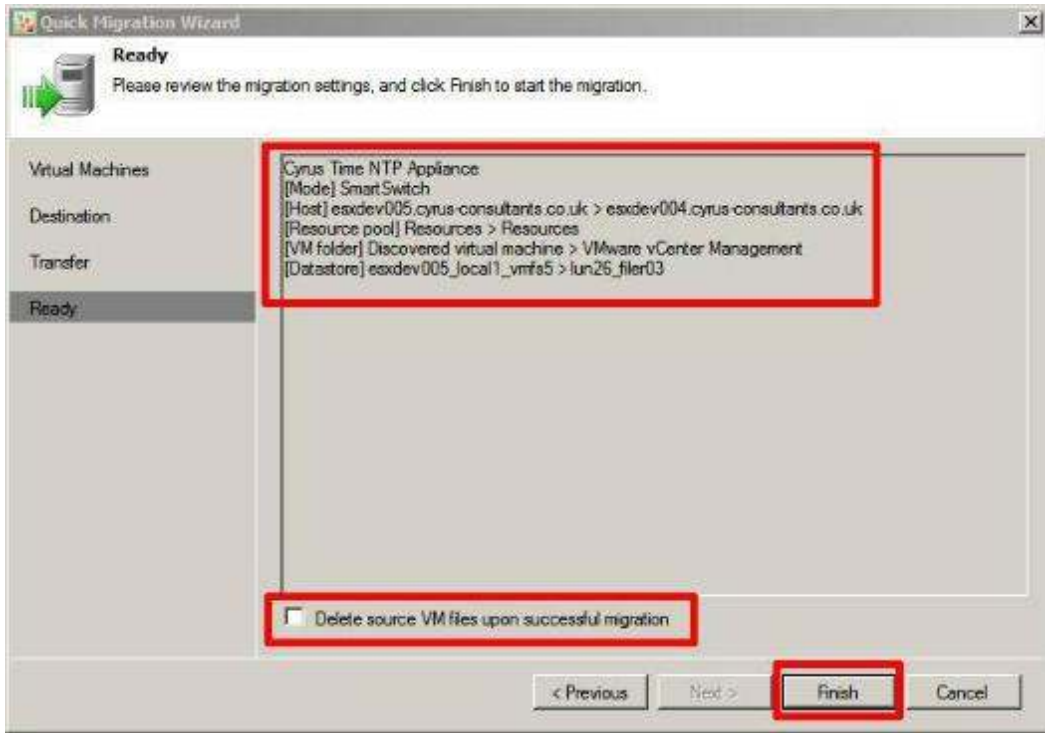 Quick Migration Wizard
Ready
Please review the migration settings, and click Finish to start the migration.
Virtual Machines
Destination
Transfer
Ready
Cyrus Time NTP Appliance
[Mode] SmartSwitch
[Host] esxdev005.cyrus-consultants.co.uk > esxdev004.cyrus-consultants.co.uk
[Resource pool] Resources > Resources
[VM folder] Discovered virtual machine > VMware vCenter Management
[Datastore] esxdev005_local1_vmfs5 > lun26_filer03
Delete source VM files upon successful migration
< Previous
Next >
Finish
Cancel